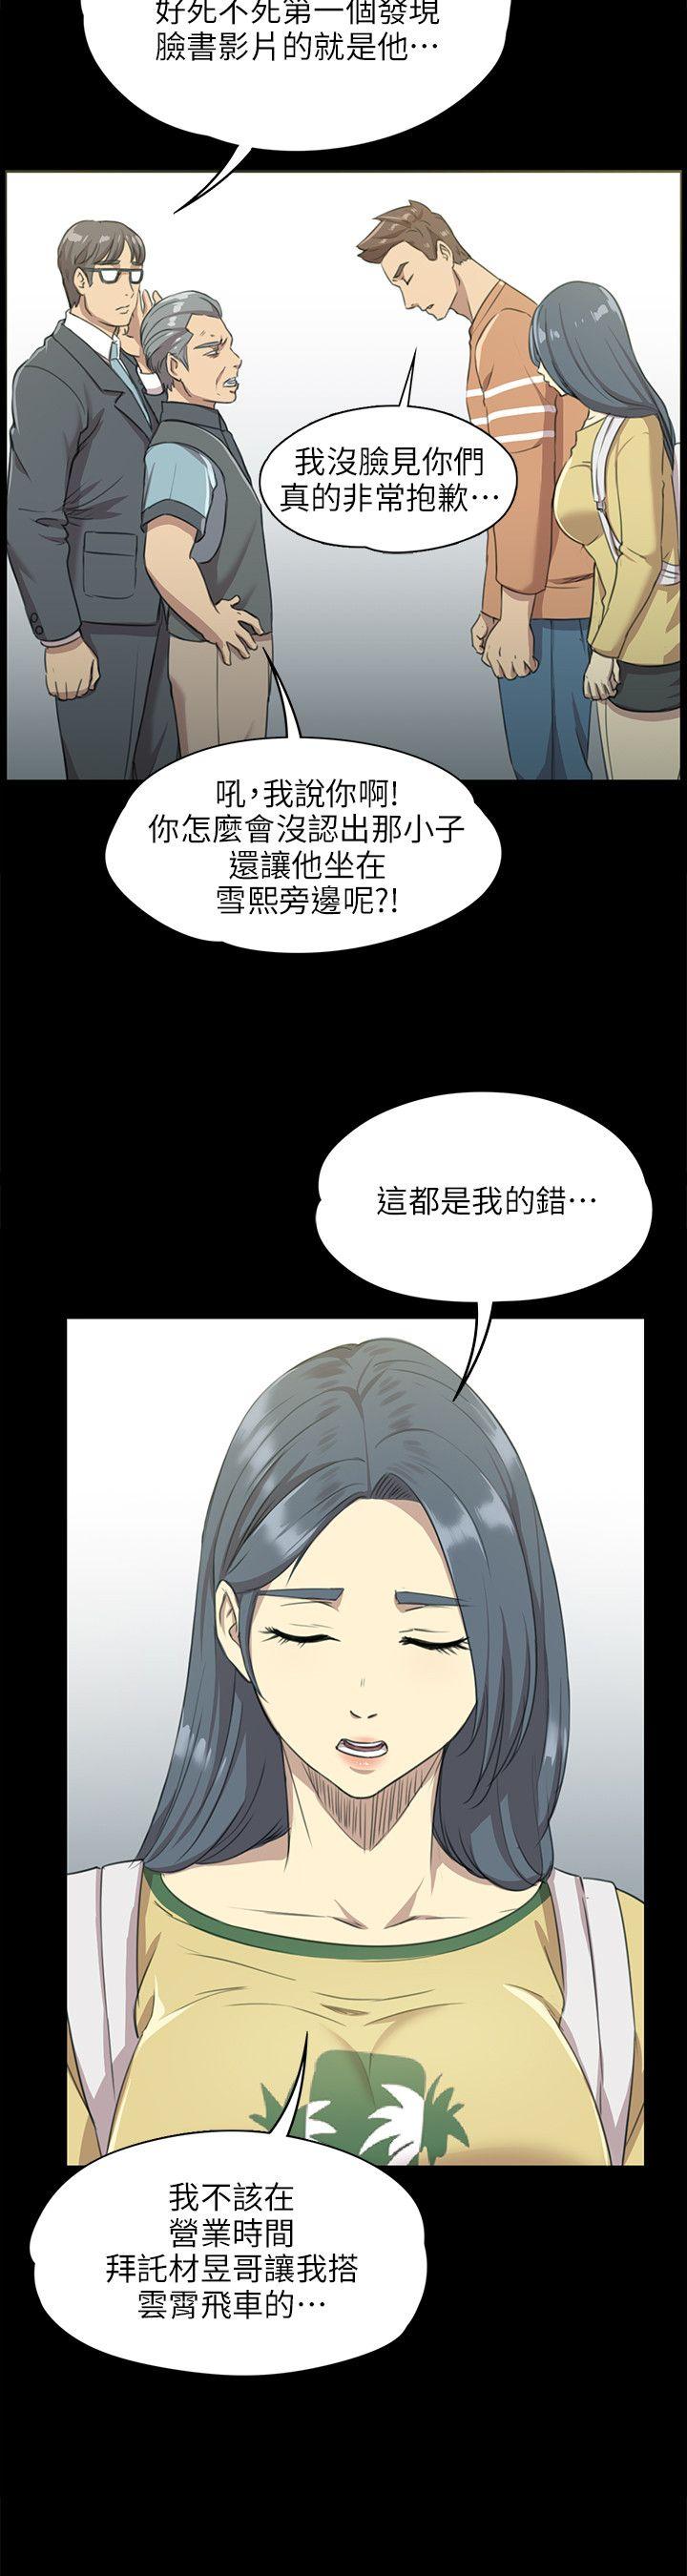 好死不死第一個發現
臉書影片的就是他…
我沒臉見你們
真的非常抱歉…
吼，我說你啊!
你怎麼會沒認出那小子
還讓他坐在
雪熙旁邊呢?!
這都是我的錯…
我不該在
營業時間
拜託材昱哥讓我搭
雲霄飛車的…